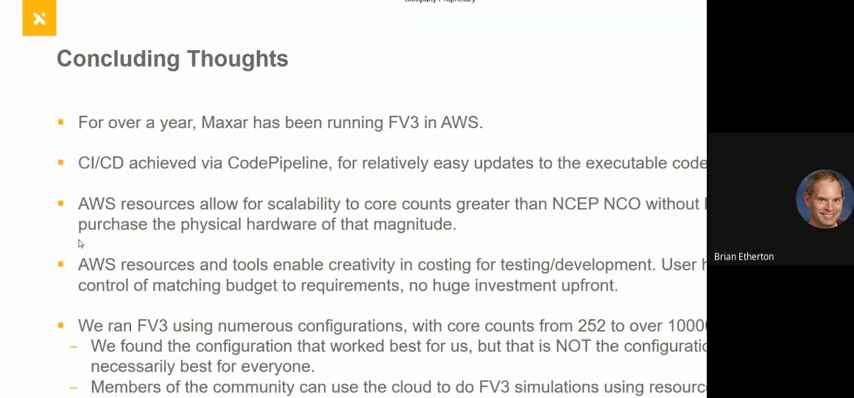 Company Proprietary
Concluding Thoughts
▪ For over a year, Maxar has been running FV3 in AWS.
▪ CI/CD achieved via CodePipeline, for relatively easy updates to the executable code
▪ AWS resources allow for scalability to core counts greater than NCEP NCO without
purchase the physical hardware of that magnitude.
▪ AWS resources and tools enable creativity in costing for testing/development. User
control of matching budget to requirements, no huge investment upfront.
▪ We ran FV3 using numerous configurations, with core counts from 252 to over
– We found the configuration that worked best for us, but that is NOT the
necessarily best for everyone.
– Members of the community can use the cloud to do FV3 simulations using
Brian Etherton